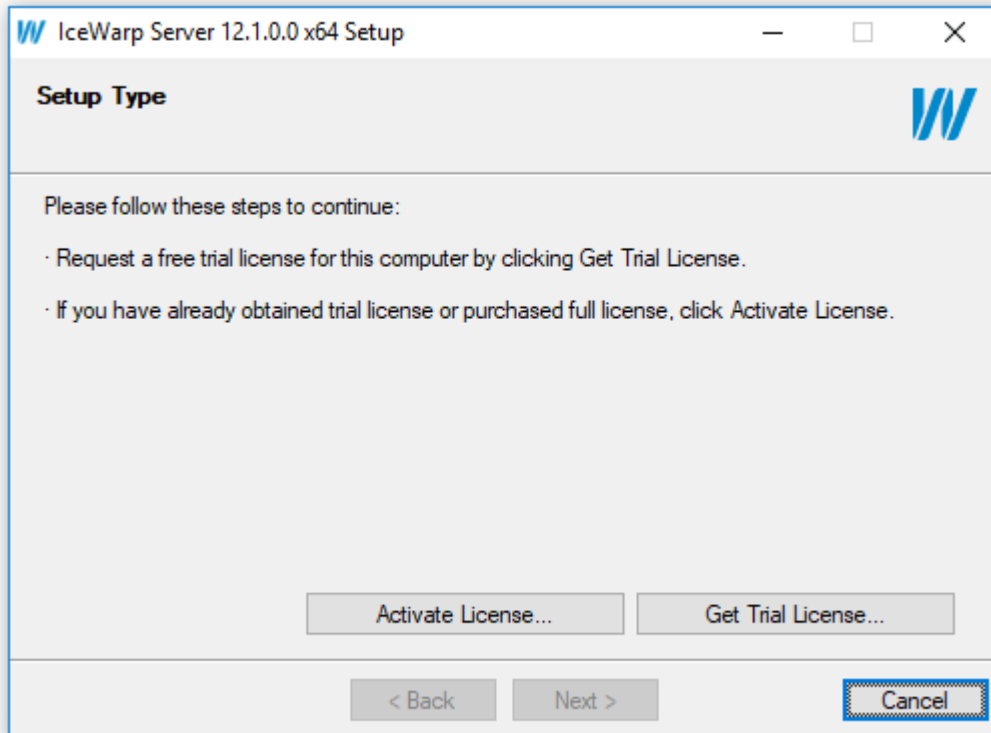 IceWarp Server 12.1.0.0 x64 Setup
Setup Type
Please follow these steps to continue:
· Request a free trial license for this computer by clicking Get Trial License.
· If you have already obtained trial license or purchased full license, click Activate License.
Activate License... Get Trial License...
< Back Next > Cancel